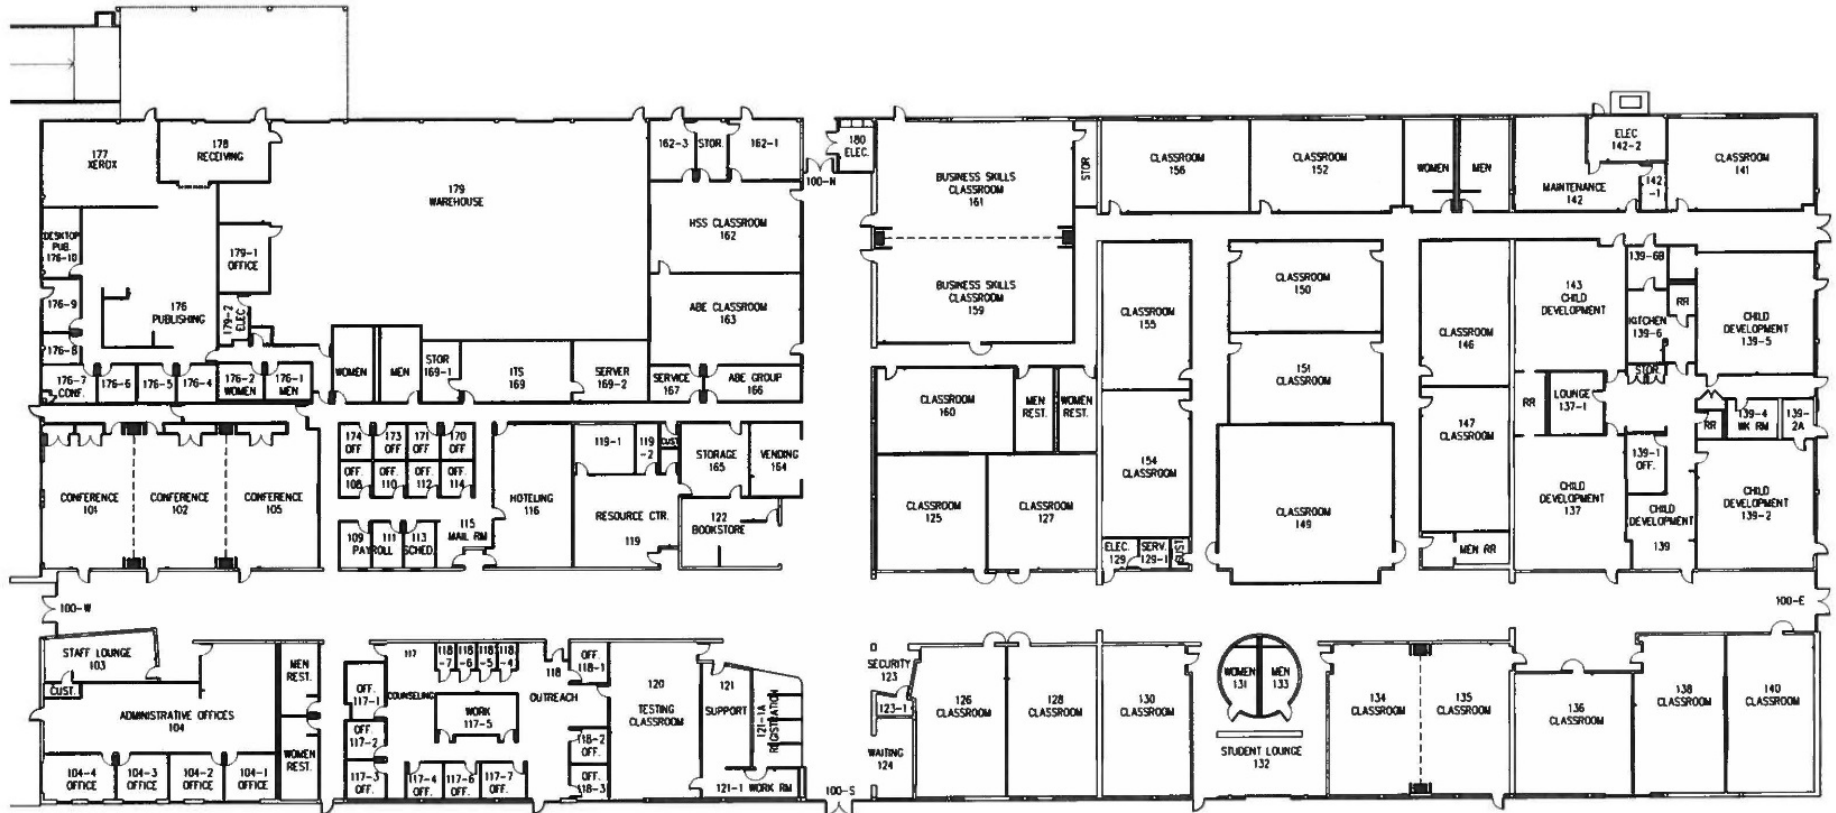 177
XEROX
178
RECEIVING
179
WAREHOUSE
162-3
STOR.
162-1
180
ELEC.
100-N
BUSINESS SKILLS
CLASSROOM
161
STOR
CLASSROOM
156
CLASSROOM
152
WOMEN
MEN
MAINTENANCE
142
ELEC
142-2
142
-1
CLASSROOM
141
DESKTOP
PUB.
176-10
179-1
OFFICE
HSS CLASSROOM
162
176-9
176
PUBLISHING
179-2
ELEC
ABE CLASSROOM
163
BUSINESS SKILLS
CLASSROOM
159
CLASSROOM
155
CLASSROOM
150
CLASSROOM
146
143
CHILD
DEVELOPMENT
139-6B
RR
KITCHEN
139-6
CHILD
DEVELOPMENT
139-5
176-8
176-7
CONF.
176-6
176-5
176-4
176-2
WOMEN
176-1
MEN
WOMEN
MEN
STOR
169-1
ITS
169
SERVER
169-2
SERVICE
167
ABE GROUP
166
CLASSROOM
160
MEN
REST.
WOMEN
REST.
151
CLASSROOM
STOR.
RR
LOUNGE
137-1
RR
139-4
WK RM
139-
2A
CONFERENCE
101
CONFERENCE
102
CONFERENCE
105
174
OFF
173
OFF
171
OFF
170
OFF
OFF.
108
OFF.
110
OFF.
112
OFF.
114
109
111
PAYROLL
113
SCHED.
115
MAIL RM
HOTELING
116
119-1
119
-2
CUST
RESOURCE CTR.
119
STORAGE
165
VENDING
164
122
BOOKSTORE
CLASSROOM
125
CLASSROOM
127
154
CLASSROOM
ELEC.
129
SERV.
129-1
CUST
CLASSROOM
149
147
CLASSROOM
MEN RR
CHILD
DEVELOPMENT
137
139-1
OFF.
CHILD
DEVELOPMENT
139
CHILD
DEVELOPMENT
139-2
100-W
100-E
STAFF LOUNGE
103
CUST.
ADMINISTRATIVE OFFICES
104
104-4
OFFICE
104-3
OFFICE
104-2
OFFICE
104-1
OFFICE
MEN
REST.
WOMEN
REST.
117
COUNSELING
OFF.
117-1
OFF.
117-2
117-3
OFF.
118
-7
118
-6
118
-5
118
-4
WORK
117-5
117-4
OFF.
117-6
OFF.
117-7
OFF.
118
OUTREACH
OFF.
118-1
118-2
OFF.
OFF.
118-3
120
TESTING
CLASSROOM
121
SUPPORT
121-1A
REGISTRATION
121-1 WORK RM
100-S
SECURITY
123
123-1
WAITING
124
126
CLASSROOM
128
CLASSROOM
130
CLASSROOM
WOMEN
131
MEN
133
STUDENT LOUNGE
132
134
CLASSROOM
135
CLASSROOM
136
CLASSROOM
138
CLASSROOM
140
CLASSROOM